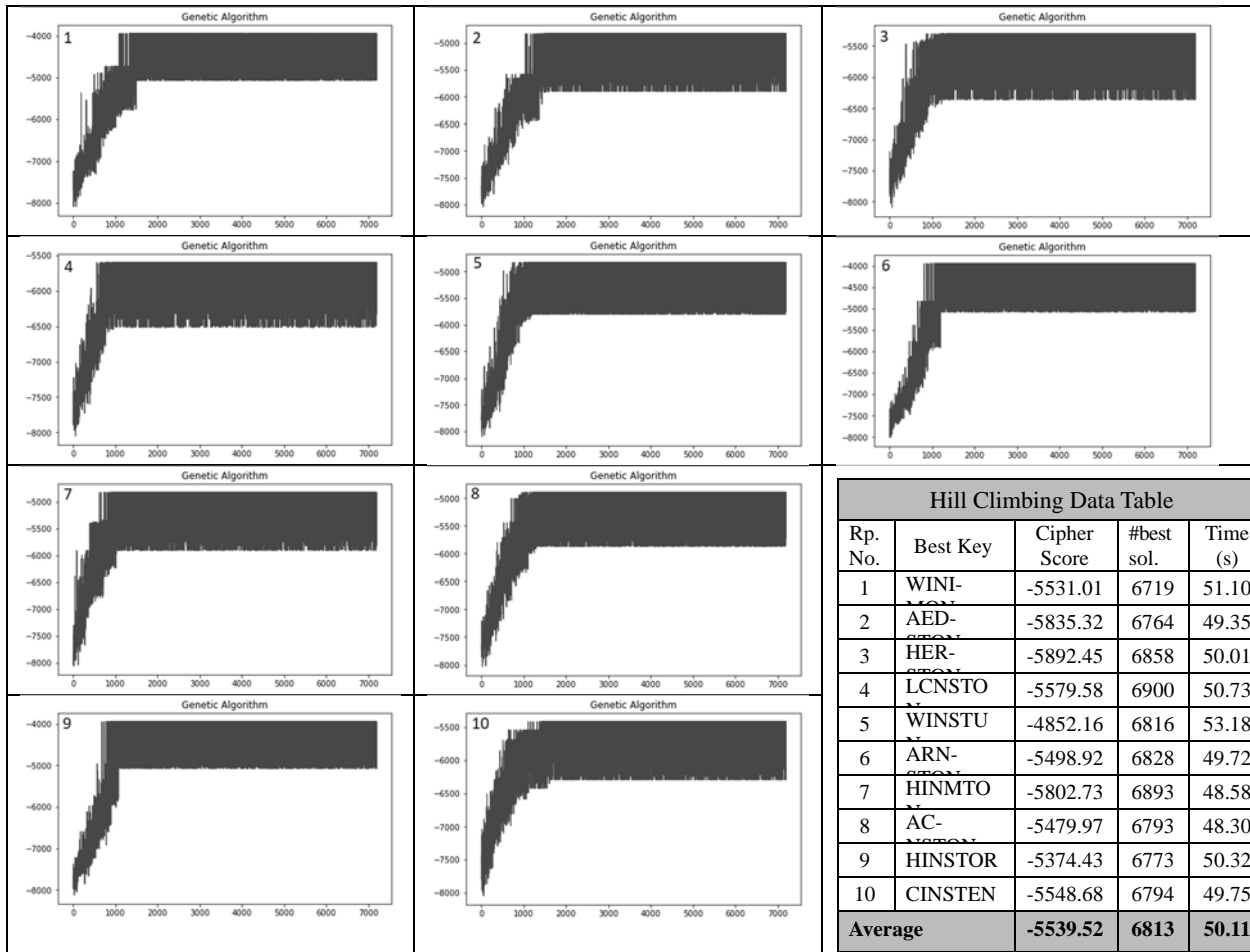 Genetic Algorithm
1
−4000
−5000
−6000
−7000
−8000
0 1000 2000 3000 4000 5000 6000 7000
Genetic Algorithm
2
−5000
−5500
−6000
−6500
−7000
−7500
−8000
0 1000 2000 3000 4000 5000 6000 7000
Genetic Algorithm
3
−5500
−6000
−6500
−7000
−7500
−8000
0 1000 2000 3000 4000 5000 6000 7000
Genetic Algorithm
4
−5500
−6000
−6500
−7000
−7500
−8000
0 1000 2000 3000 4000 5000 6000 7000
Genetic Algorithm
5
−5000
−5500
−6000
−6500
−7000
−7500
−8000
0 1000 2000 3000 4000 5000 6000 7000
Genetic Algorithm
6
−4000
−4500
−5000
−5500
−6000
−6500
−7000
−7500
−8000
0 1000 2000 3000 4000 5000 6000 7000
Genetic Algorithm
7
−5000
−5500
−6000
−6500
−7000
−7500
−8000
0 1000 2000 3000 4000 5000 6000 7000
Genetic Algorithm
8
−5000
−5500
−6000
−6500
−7000
−7500
−8000
0 1000 2000 3000 4000 5000 6000 7000
Genetic Algorithm
9
−4000
−5000
−6000
−7000
−8000
0 1000 2000 3000 4000 5000 6000 7000
Genetic Algorithm
10
−5500
−6000
−6500
−7000
−7500
−8000
0 1000 2000 3000 4000 5000 6000 7000
Hill Climbing Data Table
Rp. No. Best Key Cipher Score #best sol. Time (s)
1 WINI- -5531.01 6719 51.10
2 AED- -5835.32 6764 49.35
3 HER- -5892.45 6858 50.01
4 LCNSTO -5579.58 6900 50.73
5 WINSTU -4852.16 6816 53.18
6 ARN- -5498.92 6828 49.72
7 HINMTO -5802.73 6893 48.58
8 AC- -5479.97 6793 48.30
9 HINSTOR -5374.43 6773 50.32
10 CINSTEN -5548.68 6794 49.75
Average -5539.52 6813 50.11